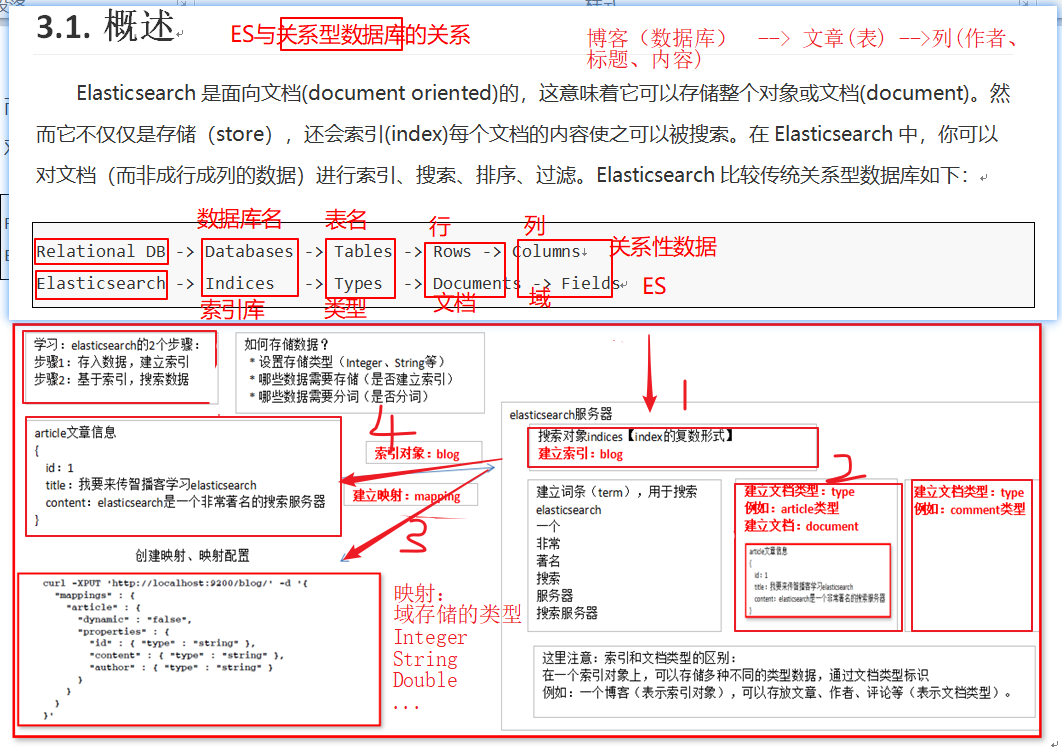 3.1. 概述
ES与关系型数据库的关系
博客（数据库） --> 文章(表) -->列(作者、
标题、内容)
Elasticsearch 是面向文档(document oriented)的，这意味着它可以存储整个对象或文档(document)。然
而它不仅仅是存储（store），还会索引(index)每个文档的内容使之可以被搜索。在 Elasticsearch 中，你可以
对文档（而非成行成列的数据）进行索引、搜索、排序、过滤。Elasticsearch 比较传统关系型数据库如下：
数据库名 表名 行 列
Relational DB -> Databases -> Tables -> Rows -> Columns
关系性数据
Elasticsearch -> Indices -> Types -> Documents -> Fields
ES
索引库 类型 文档 域
学习：elasticsearch的2个步骤：
步骤1：存入数据，建立索引
步骤2：基于索引，搜索数据
如何存储数据？
* 设置存储类型（Integer、String等）
* 哪些数据需要存储（是否建立索引）
* 哪些数据需要分词（是否分词）
1
elasticsearch服务器
搜索对象indices【index的复数形式】
建立索引：blog
article文章信息
{
id：1
title：我要来传智播客学习elasticsearch
content：elasticsearch是一个非常著名的搜索服务器
}
4
索引对象：blog
建立映射：mapping
3
建立词条（term），用于搜索
elasticsearch
一个
非常
著名
搜索
服务器
搜索服务器
2
建立文档类型：type
例如：article类型
建立文档：document
article文章信息
{
id：1
title：我要来传智播客学习elasticsearch
content：elasticsearch是一个非常著名的搜索服务器
}
建立文档类型：type
例如：comment类型
创建映射、映射配置
curl -XPUT 'http://localhost:9200/blog/' -d '{
"mappings" : {
"article" : {
"dynamic" : "false",
"properties" : {
"id" : { "type" : "string" },
"content" : { "type" : "string" },
"author" : { "type" : "string" }
}
}
}
}'
映射：
域存储的类型
Integer
String
Double
...
这里注意：索引和文档类型的区别：
在一个索引对象上，可以存储多种不同的类型数据，通过文档类型标识
例如：一个博客（表示索引对象），可以存放文章、作者、评论等（表示文档类型）。